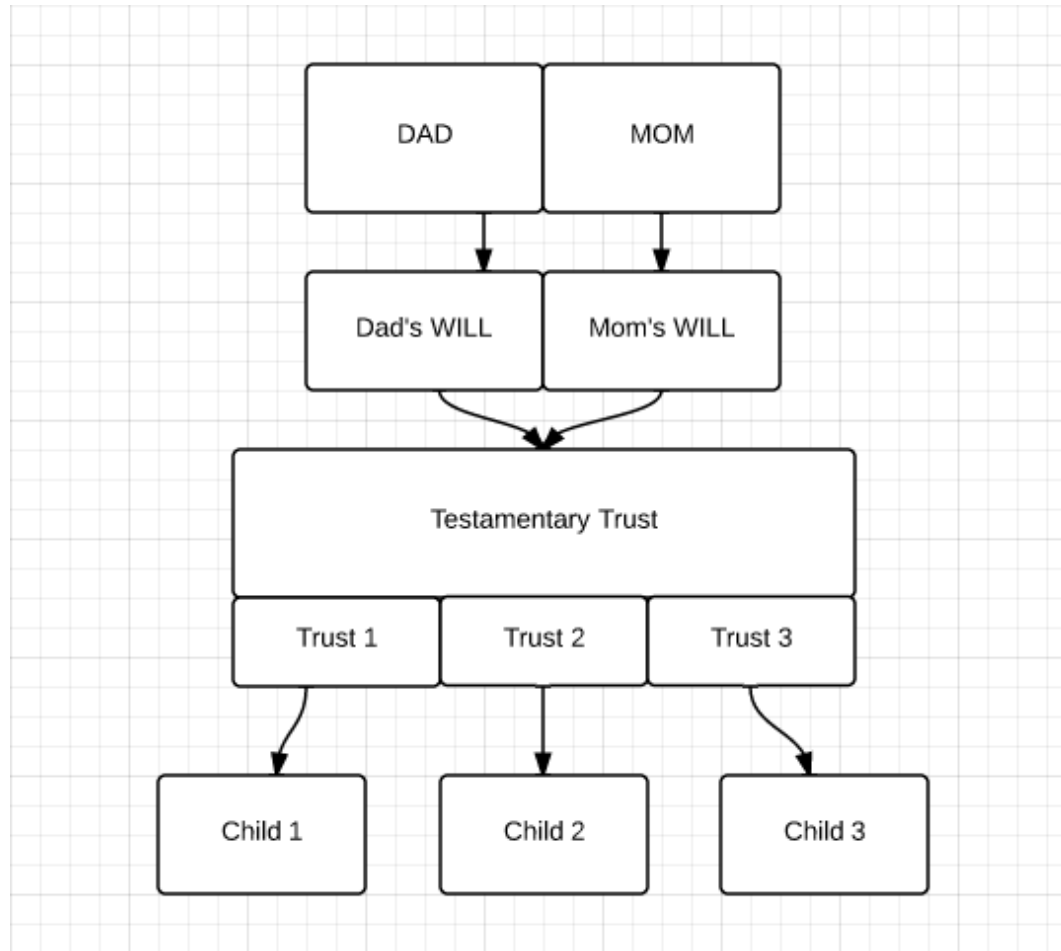 DAD
MOM
Dad's WILL
Mom's WILL
Testamentary Trust
Trust 1
Trust 2
Trust 3
Child 1
Child 2
Child 3